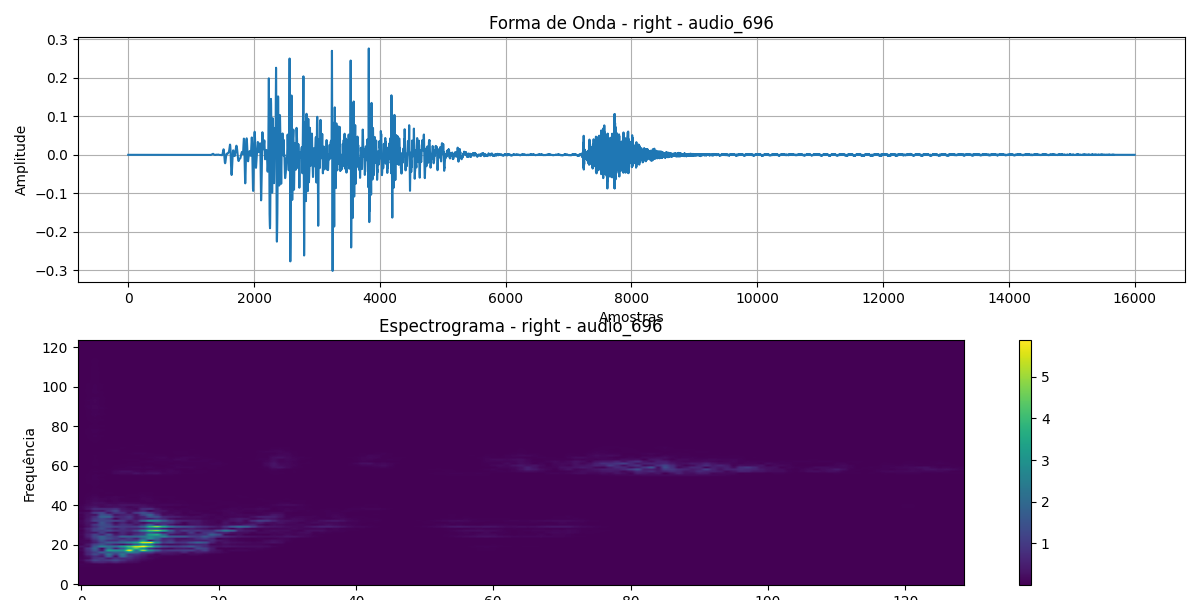 Forma de Onda - right - audio_696
0.3
0.2
0.1
0.0
−0.1
−0.2
−0.3
Amplitude
0 2000 4000 6000 8000 10000 12000 14000 16000
Amostras
Espectrograma - right - audio_696
120
100
80
60
40
20
0
Frequência
5
4
3
2
1
0 20 40 60 80 100 120